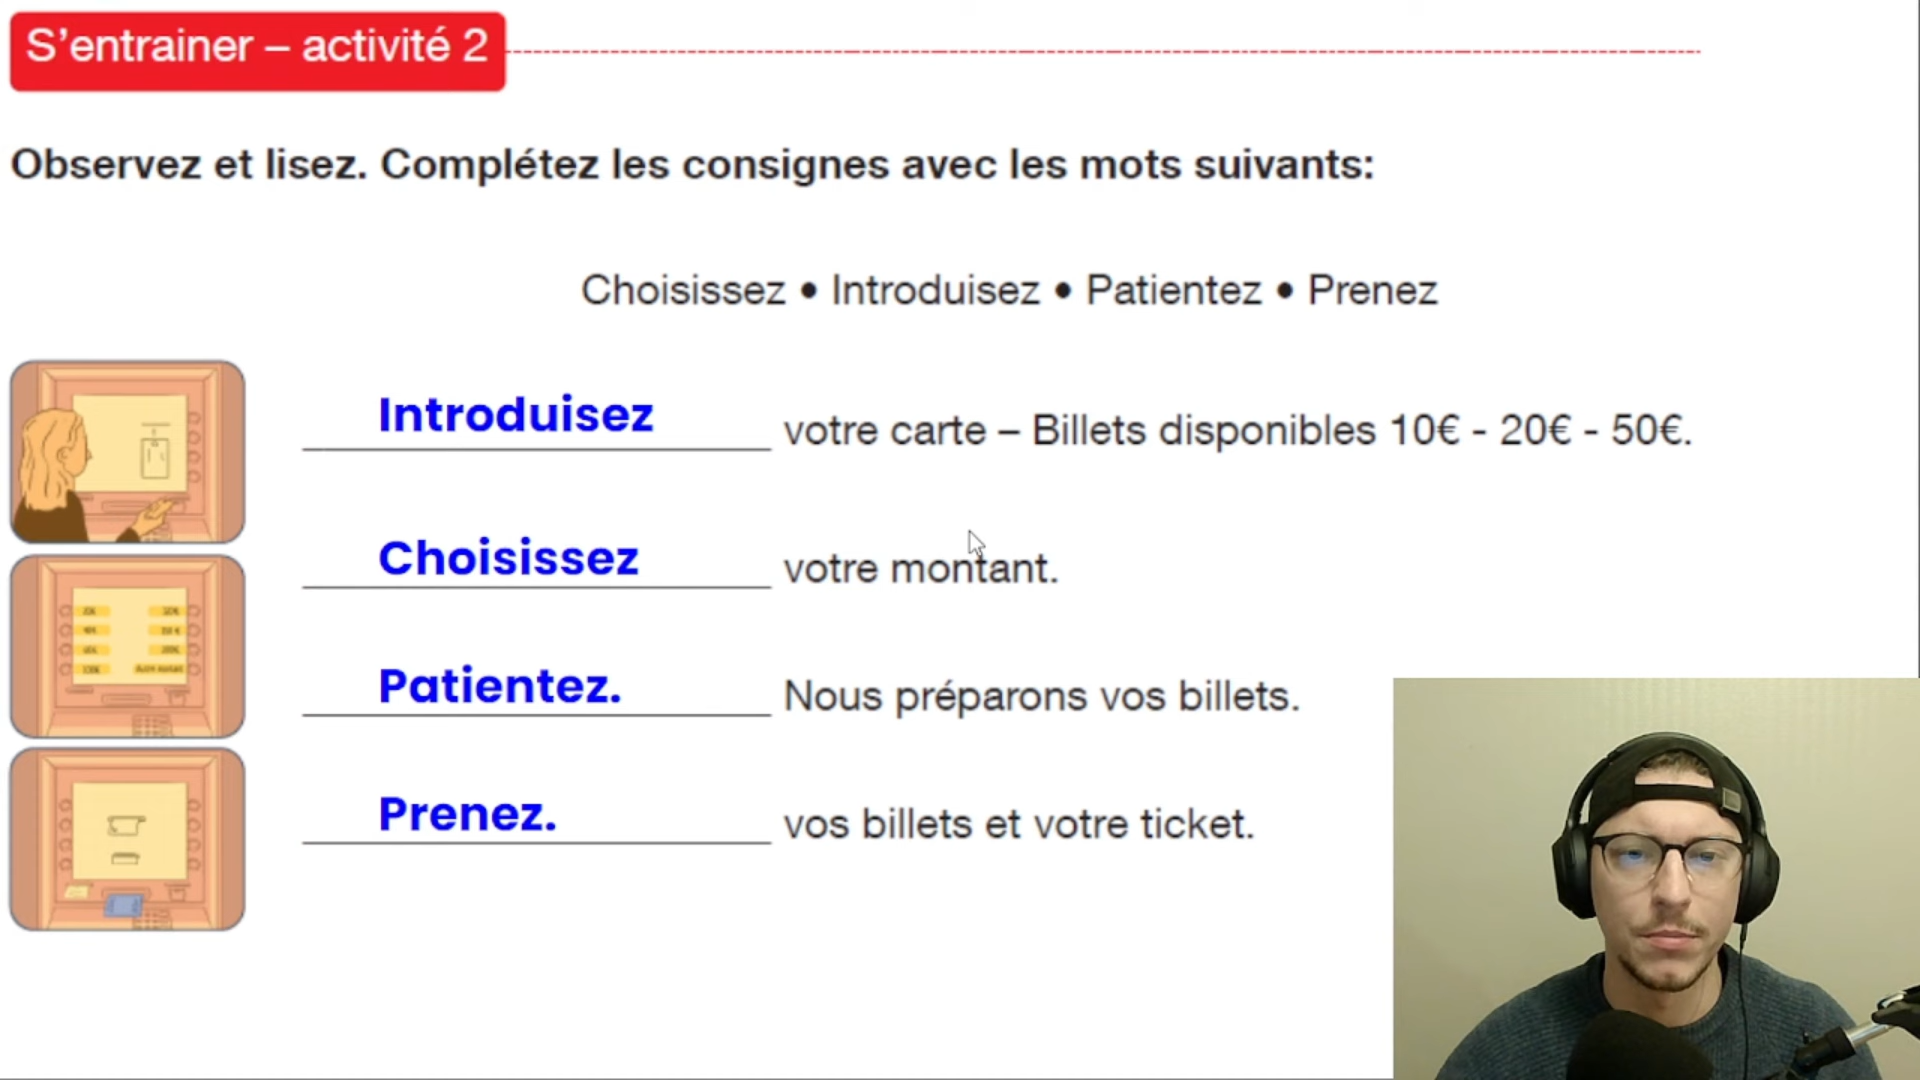 S’entrainer – activité 2
Observez et lisez. Complétez les consignes avec les mots suivants:
Choisissez • Introduisez • Patientez • Prenez
Introduisez votre carte – Billets disponibles 10€ - 20€ - 50€.
Choisissez votre montant.
Patientez. Nous préparons vos billets.
Prenez. vos billets et votre ticket.